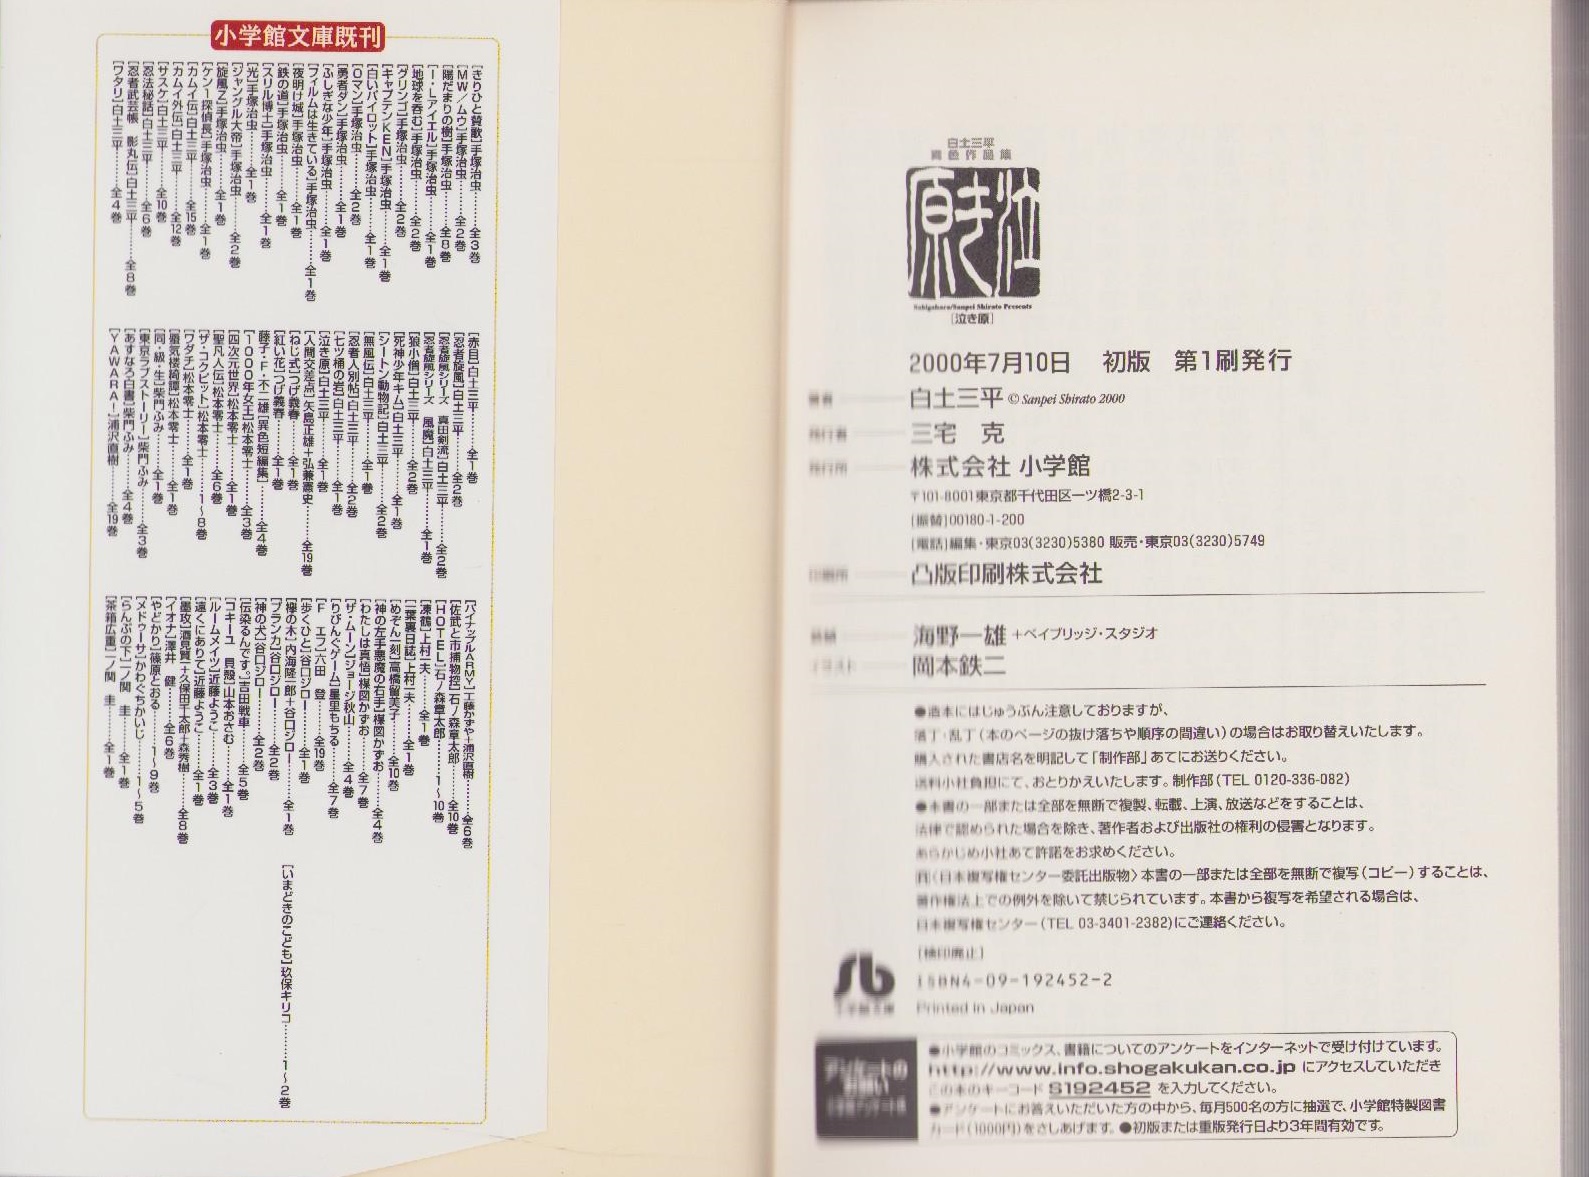 小学館文庫既刊
[きりひと賛歌]手塚治虫………全3巻
[MW/ムウ]手塚治虫………全2巻
[陽だまりの樹]手塚治虫………全8巻
[I・Lアイエル]手塚治虫………全1巻
[地球を呑む]手塚治虫………全2巻
[グリンゴ]手塚治虫………全2巻
[キャプテンKEN]手塚治虫………全1巻
[白いパイロット]手塚治虫………全1巻
[Oマン]手塚治虫………全2巻
[勇者ダン]手塚治虫………全1巻
[ふしぎな少年]手塚治虫………全1巻
[フィルムは生きている]手塚治虫………全1巻
[夜明け城]手塚治虫………全1巻
[鉄の道]手塚治虫………全1巻
[スリル博士]手塚治虫………全1巻
[光]手塚治虫………全1巻
[ジャングル大帝]手塚治虫………全2巻
[旋風Z]手塚治虫………全1巻
[ケン1探偵長]手塚治虫………全1巻
[カムイ伝]白土三平………全15巻
[カムイ外伝]白土三平………全12巻
[サスケ]白土三平………全10巻
[忍法秘話]白土三平………全6巻
[忍者武芸帳 影丸伝]白土三平………全8巻
[ワタリ]白土三平………全4巻
[赤目]白土三平………全1巻
[忍者旋風]白土三平………全2巻
[忍者旋風シリーズ 真田剣流]白土三平………全2巻
[忍者旋風シリーズ 風魔]白土三平………全1巻
[狼小僧]白土三平………全2巻
[死神少年キム]白土三平………全1巻
[シートン動物記]白土三平………全2巻
[無風伝]白土三平………全1巻
[忍者人別帖]白土三平………全2巻
[七ツ桶の岩]白土三平………全1巻
[泣き原]白土三平………全1巻
[人間交差点]矢島正雄+弘兼憲史………全19巻
[ねじ式]つげ義春………全1巻
[紅い花]つげ義春………全1巻
[藤子・F・不二雄[異色短編集]………全4巻
[1000年女王]松本零士………全3巻
[四次元世界]松本零士………全1巻
[聖凡人伝]松本零士………全6巻
[ザ・コクピット]松本零士………1〜8巻
[ワダチ]松本零士………全1巻
[蜃気楼綺譚]松本零士………全1巻
[同・級・生]柴門ふみ………全1巻
[東京ラブストーリー]柴門ふみ………全3巻
[あすなろ白書]柴門ふみ………全4巻
[YAWARA!]浦沢直樹………全19巻
[パイナップルARMY]工藤かずや+浦沢直樹………全6巻
[佐武と市捕物控]石ノ森章太郎………全10巻
[HOTEL]石ノ森章太郎………1〜10巻
[凍鶴]上村一夫………全1巻
[一葉裏日誌]上村一夫………全1巻
[めぞん一刻]高橋留美子………全10巻
[神の左手悪魔の右手]楳図かずお………全4巻
[わたしは真悟]楳図かずお………全7巻
[ザ・ムーン]ジョージ秋山………全4巻
[りびんぐゲーム]星里もちる………全7巻
[F エフ]六田 登………全19巻
[歩くひと]谷口ジロー………全1巻
[欅の木]内海隆一郎+谷口ジロー………全1巻
[ブランカ]谷口ジロー………全2巻
[神の犬]谷口ジロー………全2巻
[伝染るんです。]吉田戦車………全5巻
[コキーユ 貝殻]山本おさむ………全1巻
[ルームメイツ]近藤ようこ………全3巻
[遠くにありて]近藤ようこ………全1巻
[墨攻]酒見賢一+久保田千太郎+森秀樹………全8巻
[イオナ]澤井 健………全6巻
[やどかり]篠原とおる………1〜9巻
[メドゥーサ]かわぐちかいじ………1〜5巻
[らんぷの下]一ノ関 圭………全1巻
[茶箱広重]一ノ関 圭………全1巻
[いまどきのこども]玖保キリコ………1〜2巻
白土三平
異色作品集
泣き原
Nakigahara/Sanpei Shirato Presents
[泣き原]
2000年7月10日 初版 第1刷発行
著者 白土三平 © Sanpei Shirato 2000
発行者 三宅 克
発行所 株式会社 小学館
〒101-8001東京都千代田区一ツ橋2-3-1
[振替]00180-1-200
[電話]編集・東京03(3230)5380 販売・東京03(3230)5749
印刷所 凸版印刷株式会社
海野一雄+ベイブリッジ・スタジオ
イラスト 岡本鉄二
●造本にはじゅうぶん注意しておりますが、
落丁・乱丁(本のページの抜け落ちや順序の間違い)の場合はお取り替えいたします。
購入された書店名を明記して「制作部」あてにお送りください。
送料小社負担にて、おとりかえいたします。制作部(TEL 0120-336-082)
●本書の一部または全部を無断で複製、転載、上演、放送などをすることは、
法律で認められた場合を除き、著作者および出版社の権利の侵害となります。
あらかじめ小社あて許諾をお求めください。
R〈日本複写権センター委託出版物〉本書の一部または全部を無断で複写(コピー)することは、
著作権法上での例外を除いて禁じられています。本書から複写を希望される場合は、
日本複写権センター(TEL 03-3401-2382)にご連絡ください。
[検印廃止]
ISBN4-09-192452-2
Printed in Japan
小学館文庫
アンケートのお願い
●小学館のコミックス、書籍についてのアンケートをインターネットで受け付けています。
http://www.info.shogakukan.co.jp にアクセスしていただき
この本のキーコード S192452 を入力してください。
●アンケートにお答えいただいた方の中から、毎月500名の方に抽選で、小学館特製図書
カード(1000円)をさしあげます。●初版または重版発行日より3年間有効です。